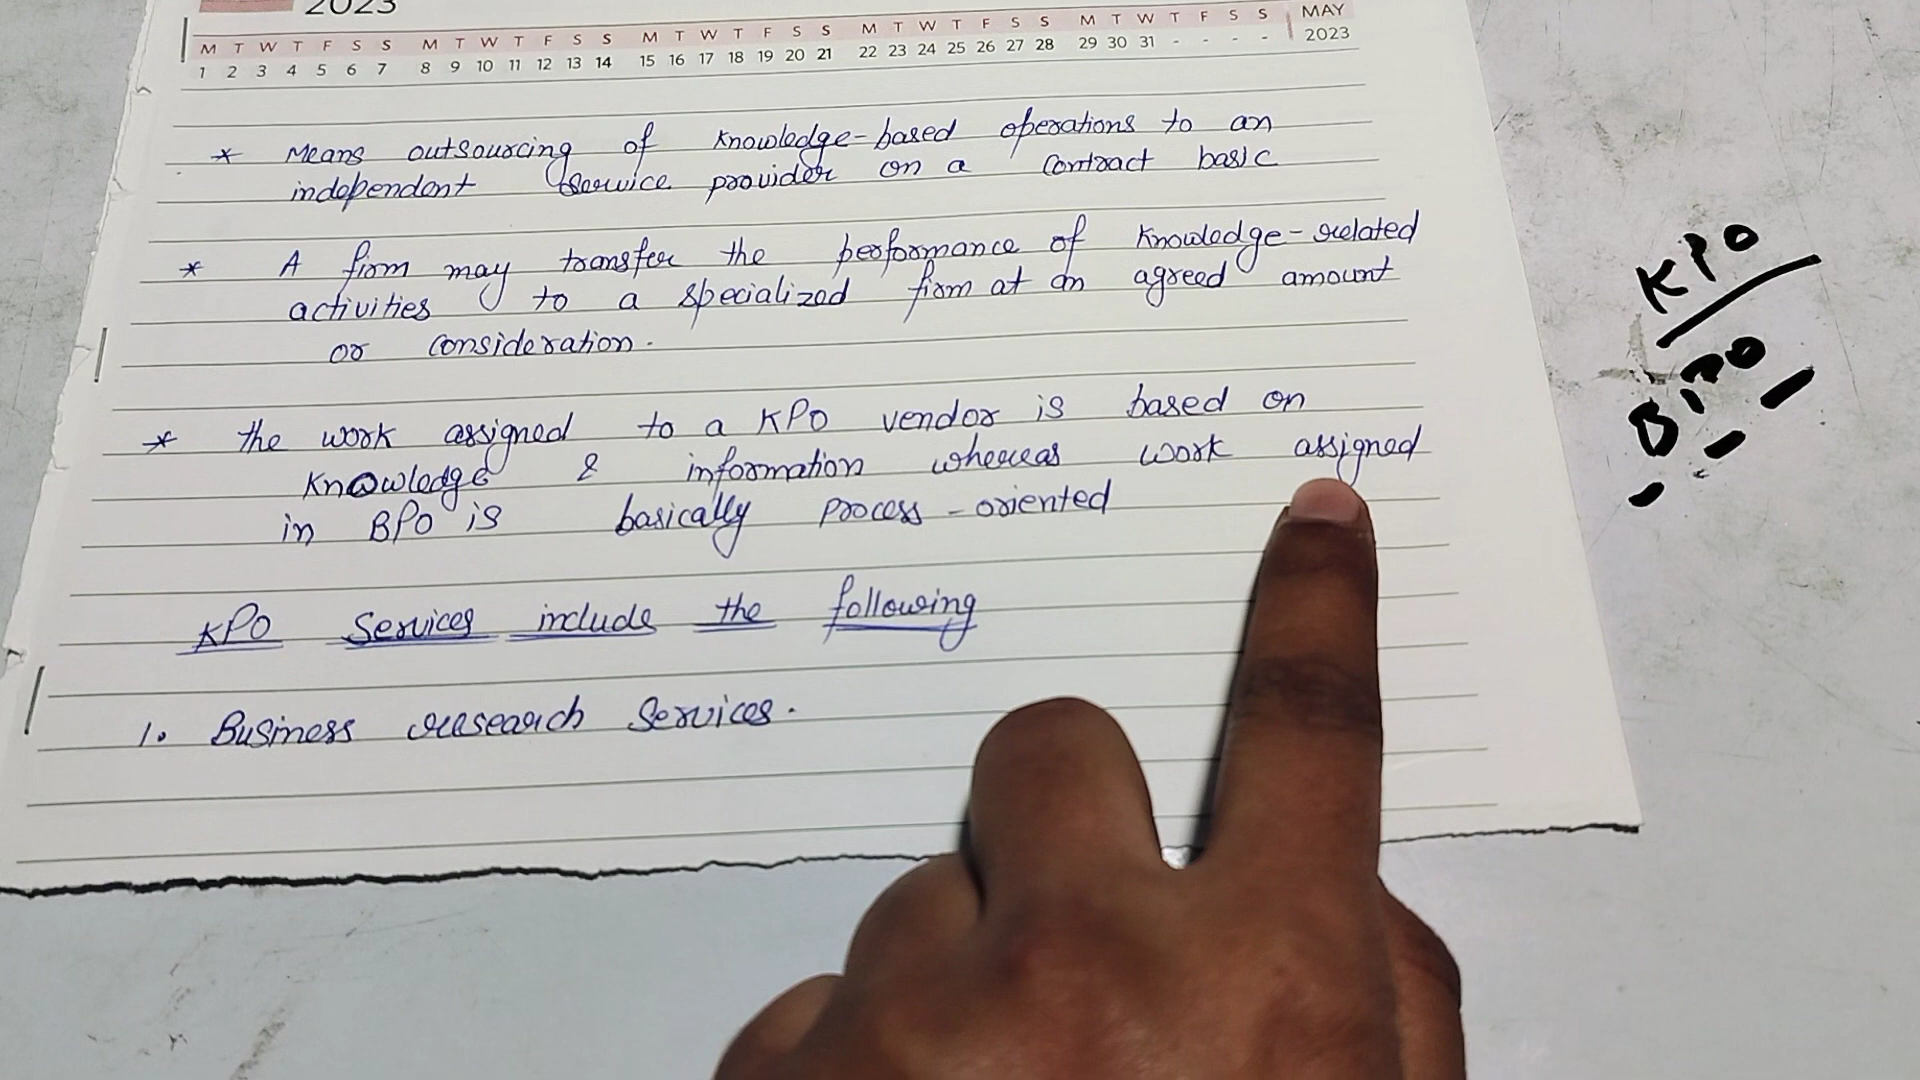 2023
M T W T F S S M T W T F S S M T W T F S S M T W T F S S M T W T F S S MAY
1 2 3 4 5 6 7 8 9 10 11 12 13 14 15 16 17 18 19 20 21 22 23 24 25 26 27 28 29 30 31 - - - - 2023
* Means outsourcing of Knowledge-based operations to an
independent Service provider on a Contract basic
* A firm may transfer the performance of Knowledge-related
activities to a specialized firm at an agreed amount
or consideration.
* the work assigned to a KPO vendor is based on
Knowledge & information whereas work assigned
in BPO is basically process-oriented
KPO Services include the following
1. Business research Services.
KPO
BPO